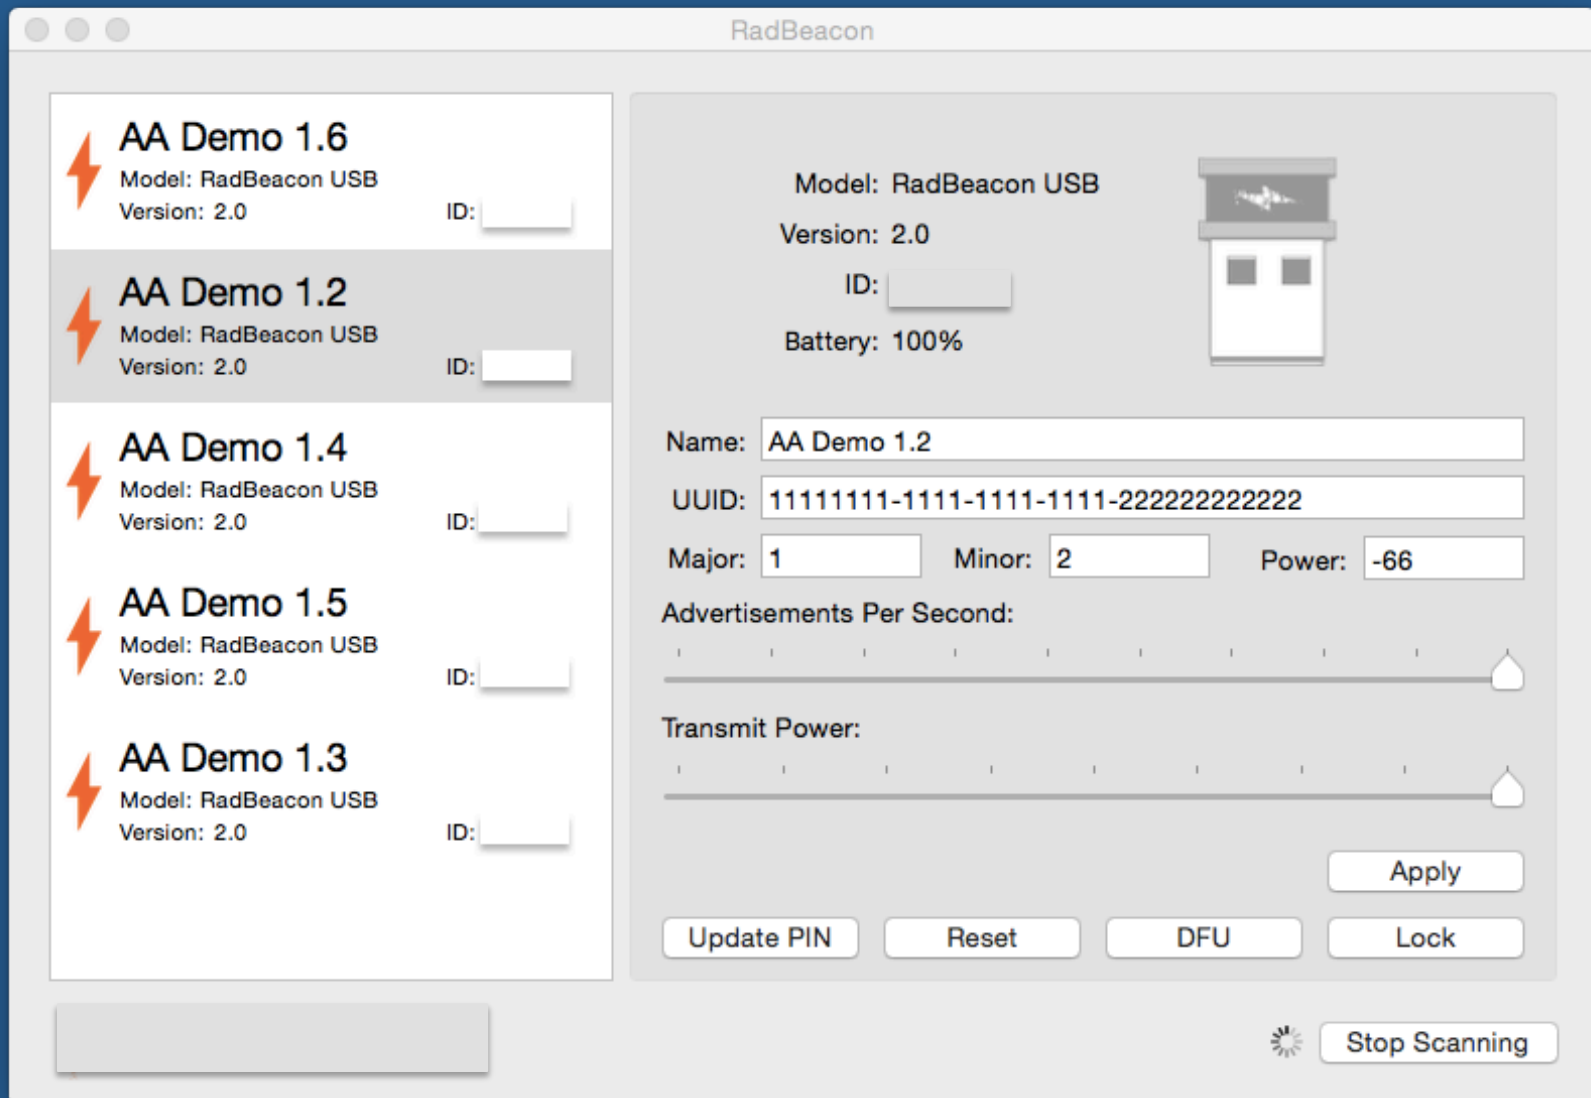 RadBeacon
AA Demo 1.6
Model: RadBeacon USB
Version: 2.0 ID:
AA Demo 1.2
Model: RadBeacon USB
Version: 2.0 ID:
AA Demo 1.4
Model: RadBeacon USB
Version: 2.0 ID:
AA Demo 1.5
Model: RadBeacon USB
Version: 2.0 ID:
AA Demo 1.3
Model: RadBeacon USB
Version: 2.0 ID:
Model: RadBeacon USB
Version: 2.0
ID:
Battery: 100%
Name: AA Demo 1.2
UUID: 11111111-1111-1111-1111-222222222222
Major: 1 Minor: 2 Power: -66
Advertisements Per Second:
Transmit Power:
Apply
Update PIN Reset DFU Lock
Stop Scanning